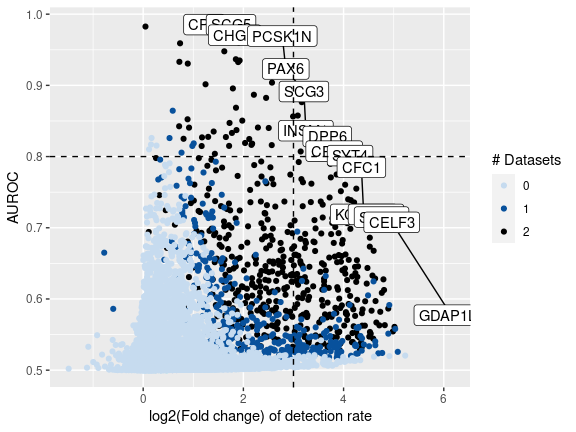 SCG5
CHG
PCSK1N
PAX6
SCG3
DPP6
CFC1
CELF3
GDAP1L
1.0
0.9
0.8
0.7
0.6
0.5
AUROC
0
2
4
6
log2(Fold change) of detection rate
# Datasets
0
1
2